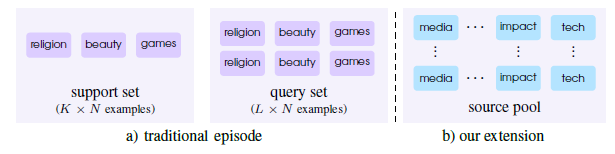 religion beauty games
support set
(K × N examples)
religion beauty games
religion beauty games
query set
(L × N examples)
a) traditional episode
media ··· impact tech
⋮ ⋮ ⋮
media ··· impact tech
source pool
b) our extension